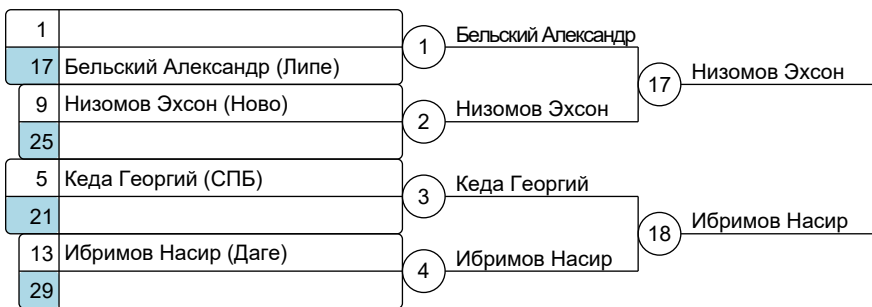 1
17 Бельский Александр (Липе)
9 Низомов Эхсон (Ново)
25
5 Кеда Георгий (СПБ)
21
13 Ибримов Насир (Даге)
29
1 Бельский Александр
2 Низомов Эхсон
3 Кеда Георгий
4 Ибримов Насир
17 Низомов Эхсон
18 Ибримов Насир